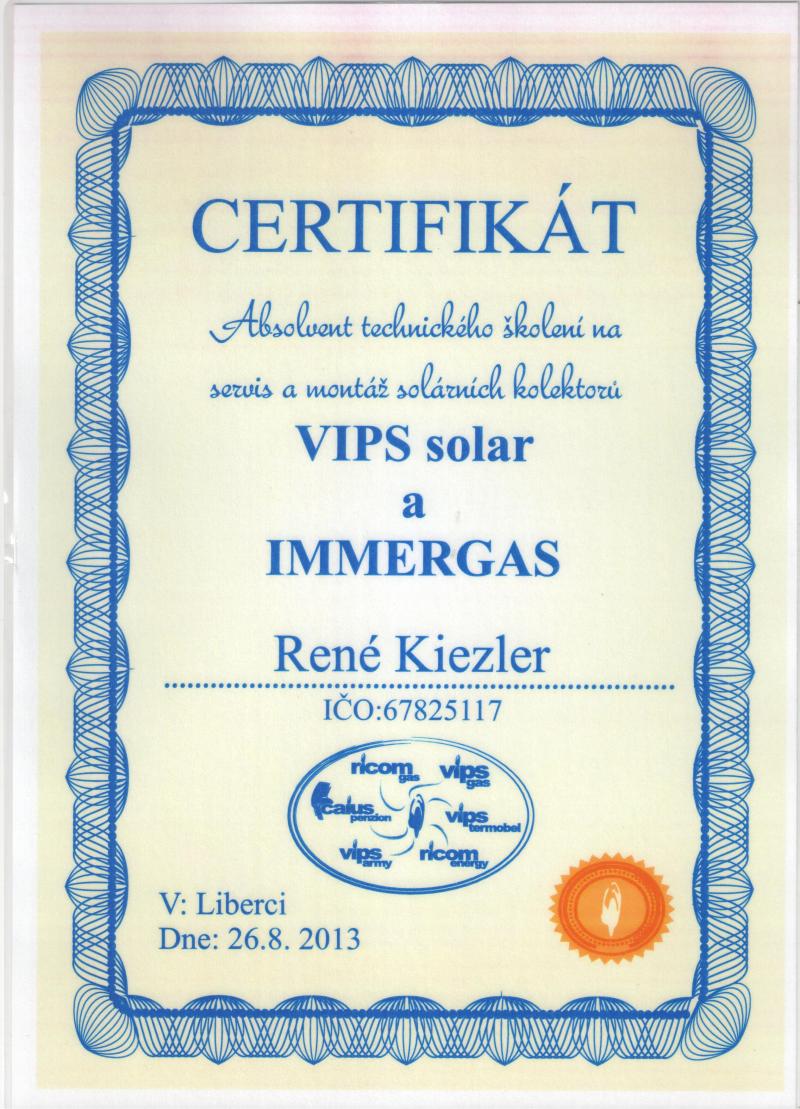 CERTIFIKÁT
Absolvent technického školení na
servis a montáž solárních kolektorů
VIPS solar
a
IMMERGAS
René Kiezler
IČO:67825117
ricom gas
vips gas
caius penzion
vips termobel
vips army
ricom energy
V: Liberci
Dne: 26.8. 2013